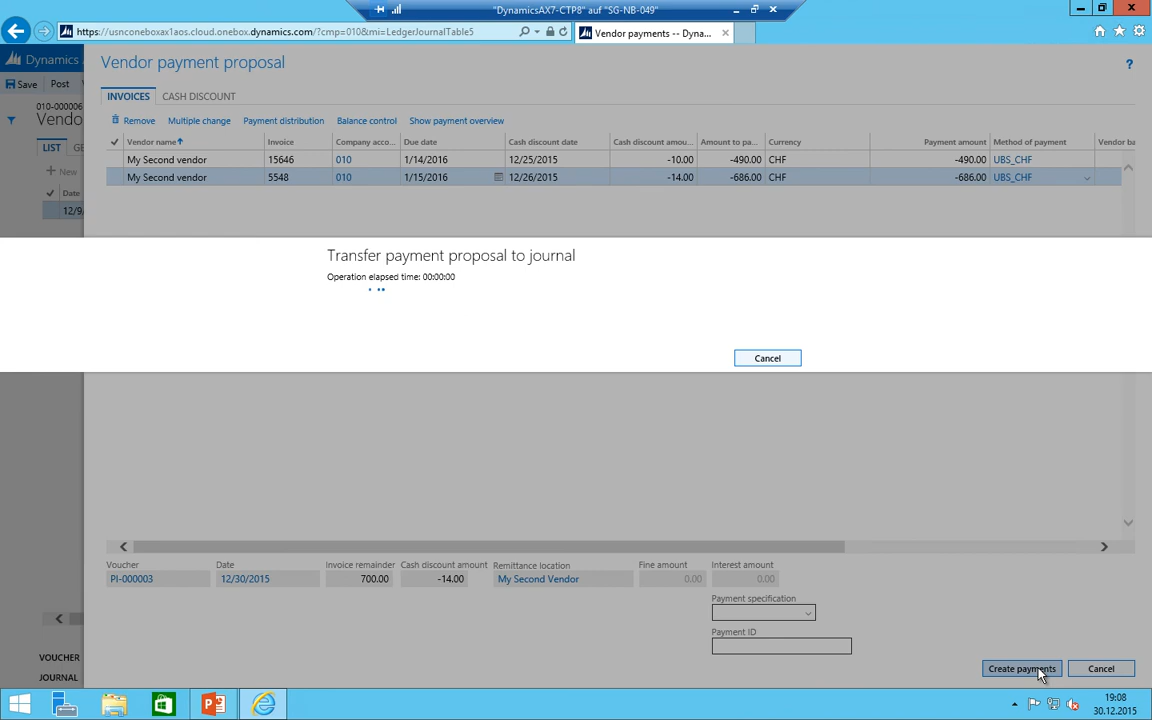 "DynamicsAX7-CTP8" auf "SG-NB-049"
https://usnconeboxax1aos.cloud.onebox.dynamics.com/?cmp=010&mi=LedgerJournalTable5
Vendor payments -- Dyna...
Dynamics
Vendor payment proposal
?
Save Post
INVOICES CASH DISCOUNT
010-000006
Vendo
Remove Multiple change Payment distribution Balance control Show payment overview
Vendor name Invoice Company acco... Due date Cash discount date Cash discount amou... Amount to pa... Currency Payment amount Method of payment Vendor ba
LIST GE
My Second vendor 15646 010 1/14/2016 12/25/2015 -10.00 -490.00 CHF -490.00 UBS_CHF
New
My Second vendor 5548 010 1/15/2016 12/26/2015 -14.00 -686.00 CHF -686.00 UBS_CHF
Date
12/9
Transfer payment proposal to journal
Operation elapsed time: 00:00:00
Cancel
Voucher Date Invoice remainder Cash discount amount Remittance location Fine amount Interest amount
PI-000003 12/30/2015 700.00 -14.00 My Second Vendor 0.00 0.00
Payment specification
Payment ID
VOUCHER
Create payments Cancel
JOURNAL
19:08
30.12.2015